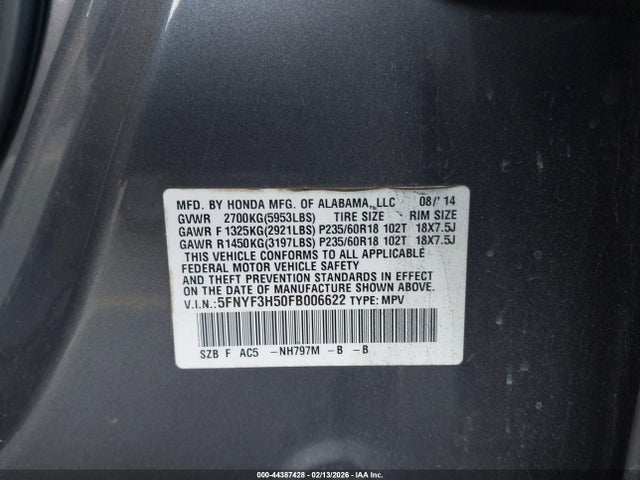 MFD. BY HONDA MFG. OF ALABAMA, LLC 08/'14
GVWR 2700KG(5953LBS) TIRE SIZE RIM SIZE
GAWR F 1325KG(2921LBS) P235/60R18 102T 18X7.5J
GAWR R1450KG(3197LBS) P235/60R18 102T 18X7.5J
THIS VEHICLE CONFORMS TO ALL APPLICABLE
FEDERAL MOTOR VEHICLE SAFETY
AND THEFT PREVENTION STANDARDS IN EFFECT
ON THE DATE OF MANUFACTURE SHOWN ABOVE.
V.I.N.: 5FNYF3H50FB006622 TYPE: MPV
SZB F AC5 -NH797M -B -B
000-44387428 - 02/13/2026 - IAA Inc.